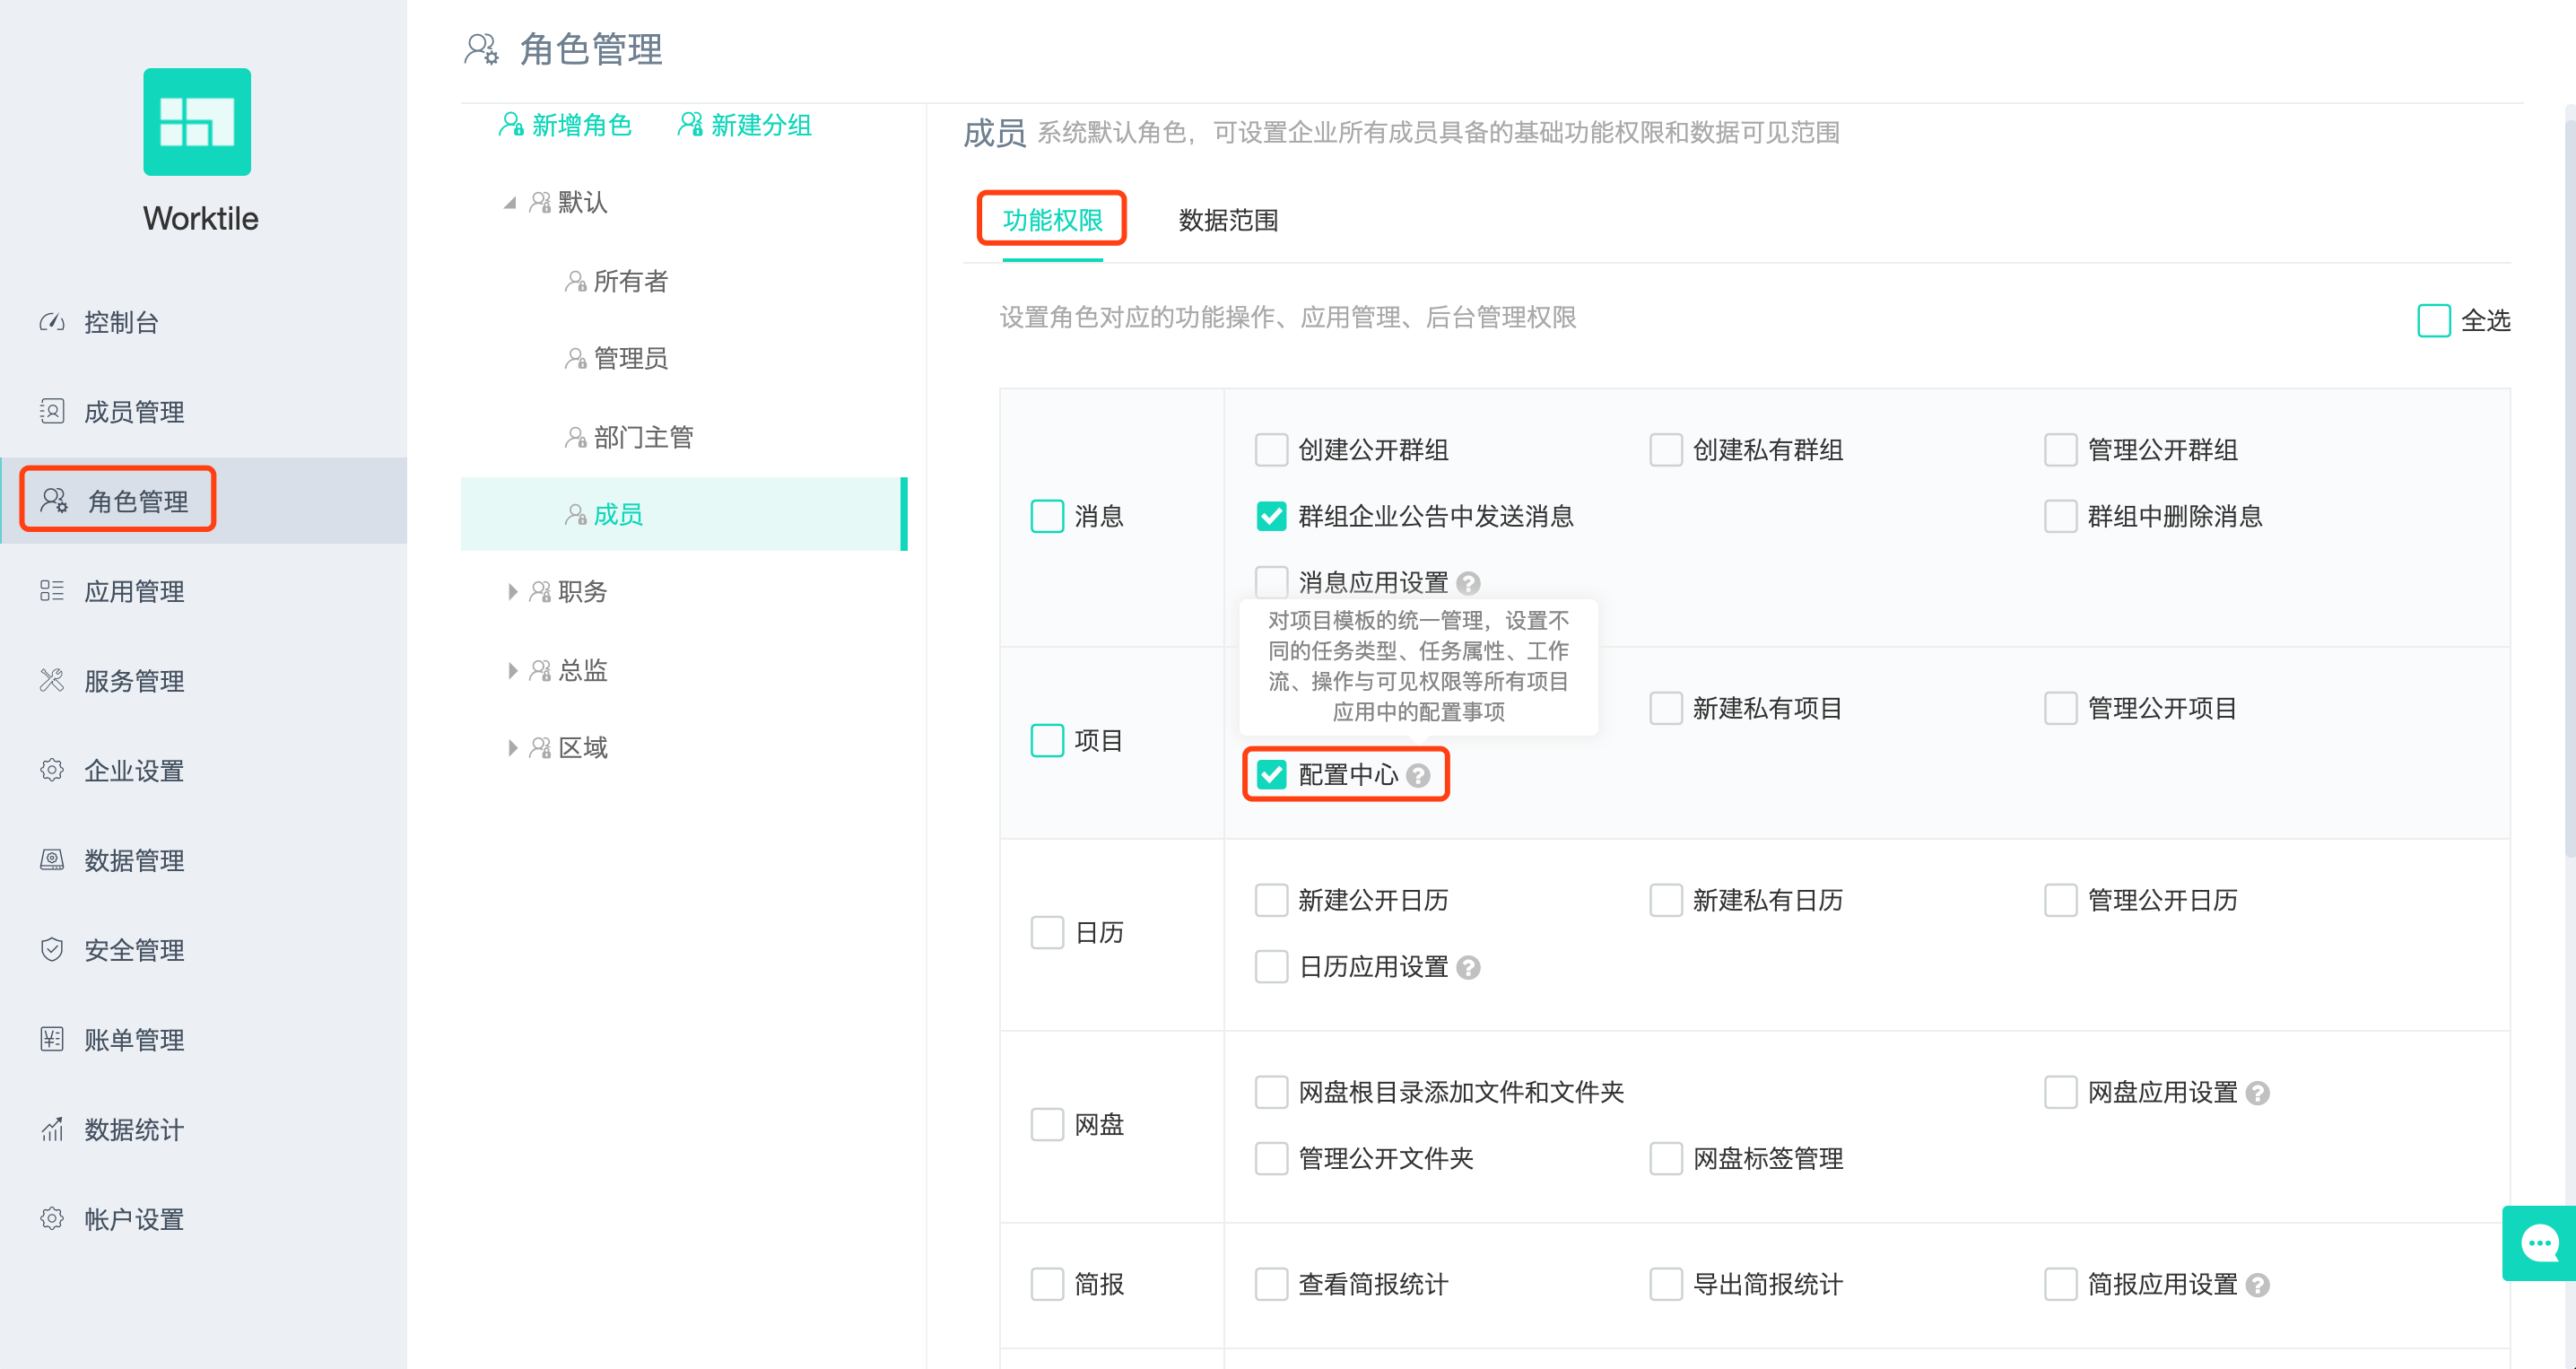 Worktile
控制台
成员管理
角色管理
应用管理
服务管理
企业设置
数据管理
安全管理
账单管理
数据统计
帐户设置
角色管理
新增角色 新建分组
默认
所有者
管理员
部门主管
成员
职务
总监
区域
成员 系统默认角色，可设置企业所有成员具备的基础功能权限和数据可见范围
功能权限 数据范围
设置角色对应的功能操作、应用管理、后台管理权限 全选
消息
创建公开群组 创建私有群组 管理公开群组
群组企业公告中发送消息 群组中删除消息
消息应用设置 ?
对项目模板的统一管理，设置不
同的任务类型、任务属性、工作
流、操作与可见权限等所有项目
应用中的配置事项
项目
新建私有项目 管理公开项目
配置中心 ?
日历
新建公开日历 新建私有日历 管理公开日历
日历应用设置 ?
网盘
网盘根目录添加文件和文件夹 网盘应用设置 ?
管理公开文件夹 网盘标签管理
简报
查看简报统计 导出简报统计 简报应用设置 ?